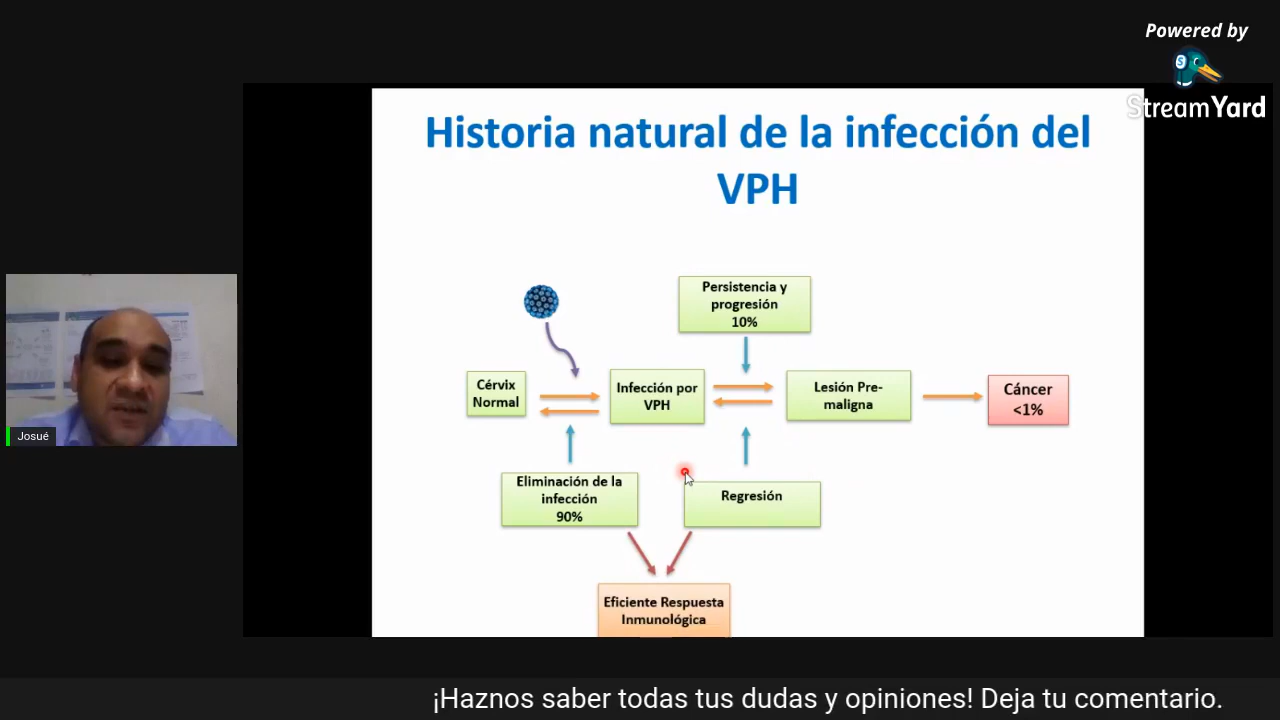 Powered by
StreamYard
Historia natural de la infección del
VPH
Persistencia y
progresión
10%
Cérvix
Normal
Infección por
VPH
Lesión Pre-
maligna
Cáncer
<1%
Eliminación de la
infección
90%
Regresión
Eficiente Respuesta
Inmunológica
Josué
¡Haznos saber todas tus dudas y opiniones! Deja tu comentario.